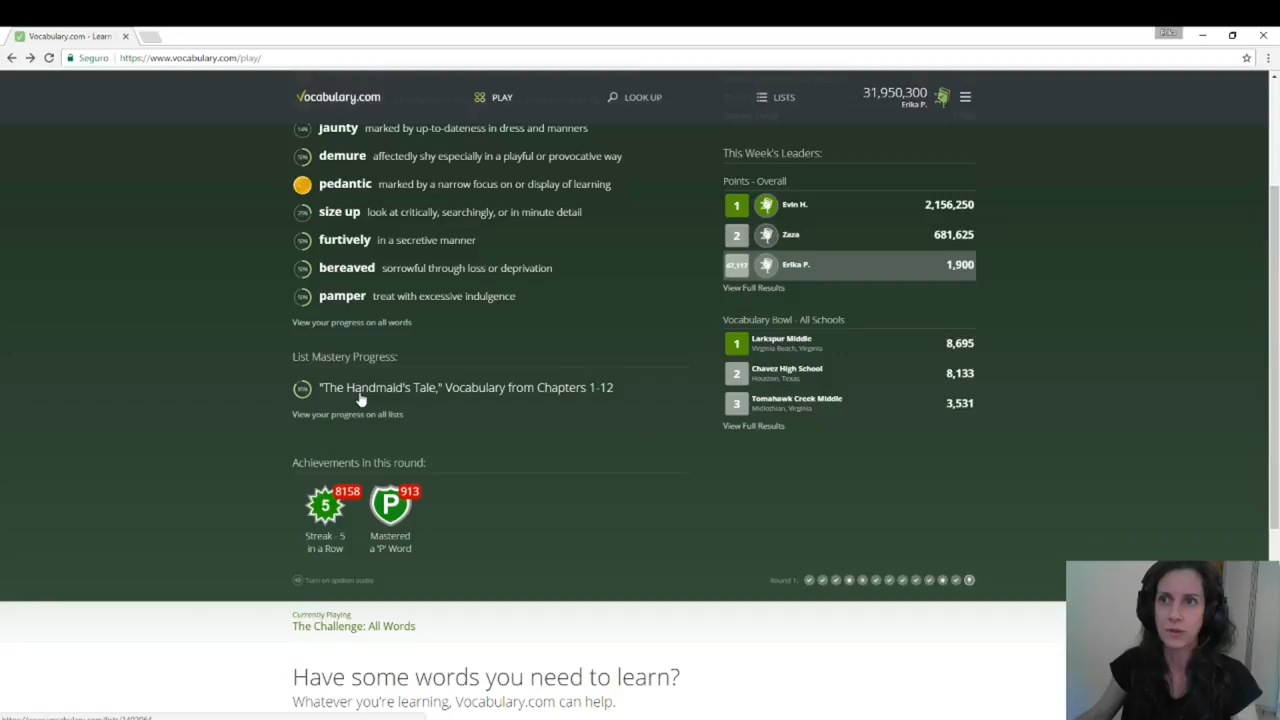 Vocabulary.com - Learn
Erika
Seguro
https://www.vocabulary.com/play/
Vocabulary.com
PLAY
LOOK UP
LISTS
31,950,300
Erika P.
14% jaunty marked by up-to-dateness in dress and manners
50% demure affectedly shy especially in a playful or provocative way
pedantic marked by a narrow focus on or display of learning
25% size up look at critically, searchingly, or in minute detail
50% furtively in a secretive manner
50% bereaved sorrowful through loss or deprivation
50% pamper treat with excessive indulgence
View your progress on all words
List Mastery Progress:
"The Handmaid's Tale," Vocabulary from Chapters 1-12
View your progress on all lists
Achievements in this round:
5 8158
Streak - 5
in a Row
P 913
Mastered
a 'P' Word
Turn on spoken audio
Round 1:
This Week's Leaders:
Points - Overall
1 Evin H. 2,156,250
2 Zaza 681,625
67,117 Erika P. 1,900
View Full Results
Vocabulary Bowl - All Schools
1 Larkspur Middle 8,695
Virginia Beach, Virginia
2 Chavez High School 8,133
Houston, Texas
3 Tomahawk Creek Middle 3,531
Midlothian, Virginia
View Full Results
Currently Playing
The Challenge: All Words
Have some words you need to learn?
Whatever you're learning, Vocabulary.com can help.